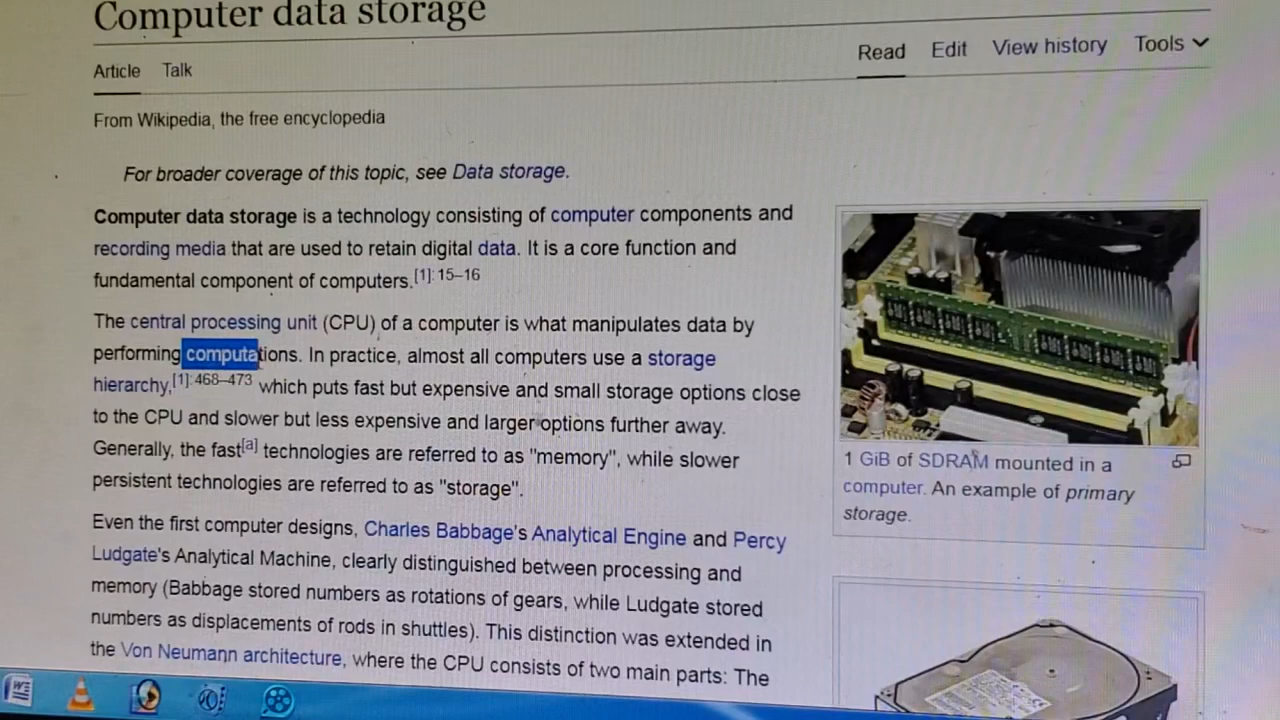 Computer data storage
Article Talk
Read Edit View history Tools
From Wikipedia, the free encyclopedia
For broader coverage of this topic, see Data storage.
Computer data storage is a technology consisting of computer components and
recording media that are used to retain digital data. It is a core function and
fundamental component of computers.[1]: 15–16
The central processing unit (CPU) of a computer is what manipulates data by
performing computations. In practice, almost all computers use a storage
hierarchy,[1]: 468–473 which puts fast but expensive and small storage options close
to the CPU and slower but less expensive and larger options further away.
Generally, the fast[a] technologies are referred to as "memory", while slower
persistent technologies are referred to as "storage".
Even the first computer designs, Charles Babbage's Analytical Engine and Percy
Ludgate's Analytical Machine, clearly distinguished between processing and
memory (Babbage stored numbers as rotations of gears, while Ludgate stored
numbers as displacements of rods in shuttles). This distinction was extended in
the Von Neumann architecture, where the CPU consists of two main parts: The
1 GiB of SDRAM mounted in a
computer. An example of primary
storage.